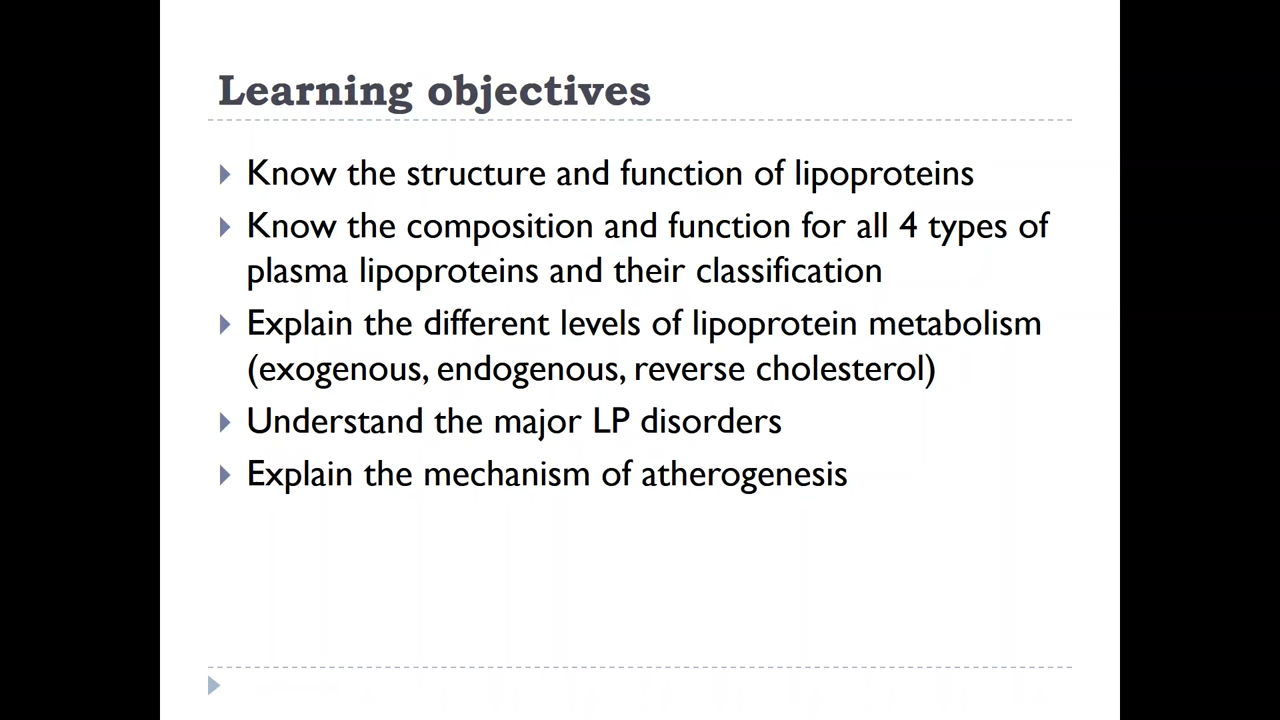 Learning objectives
Know the structure and function of lipoproteins
Know the composition and function for all 4 types of
plasma lipoproteins and their classification
Explain the different levels of lipoprotein metabolism
(exogenous, endogenous, reverse cholesterol)
Understand the major LP disorders
Explain the mechanism of atherogenesis